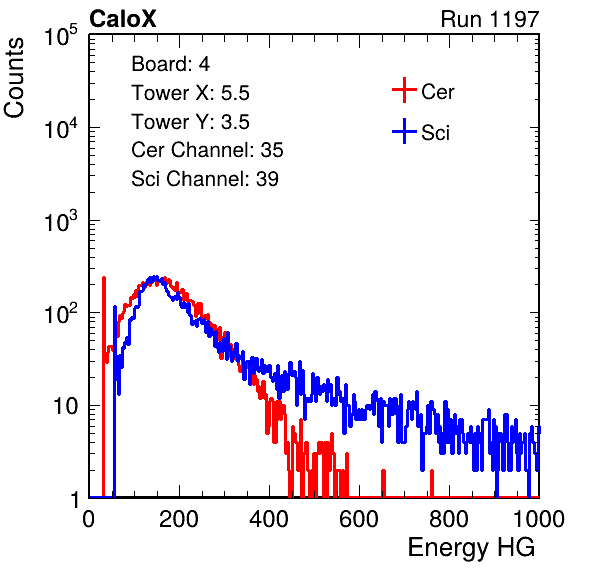 CaloX Run 1197
Counts
Board: 4
Tower X: 5.5
Tower Y: 3.5
Cer Channel: 35
Sci Channel: 39
Cer
Sci
10^5
10^4
10^3
10^2
10
1
0 200 400 600 800 1000
Energy HG